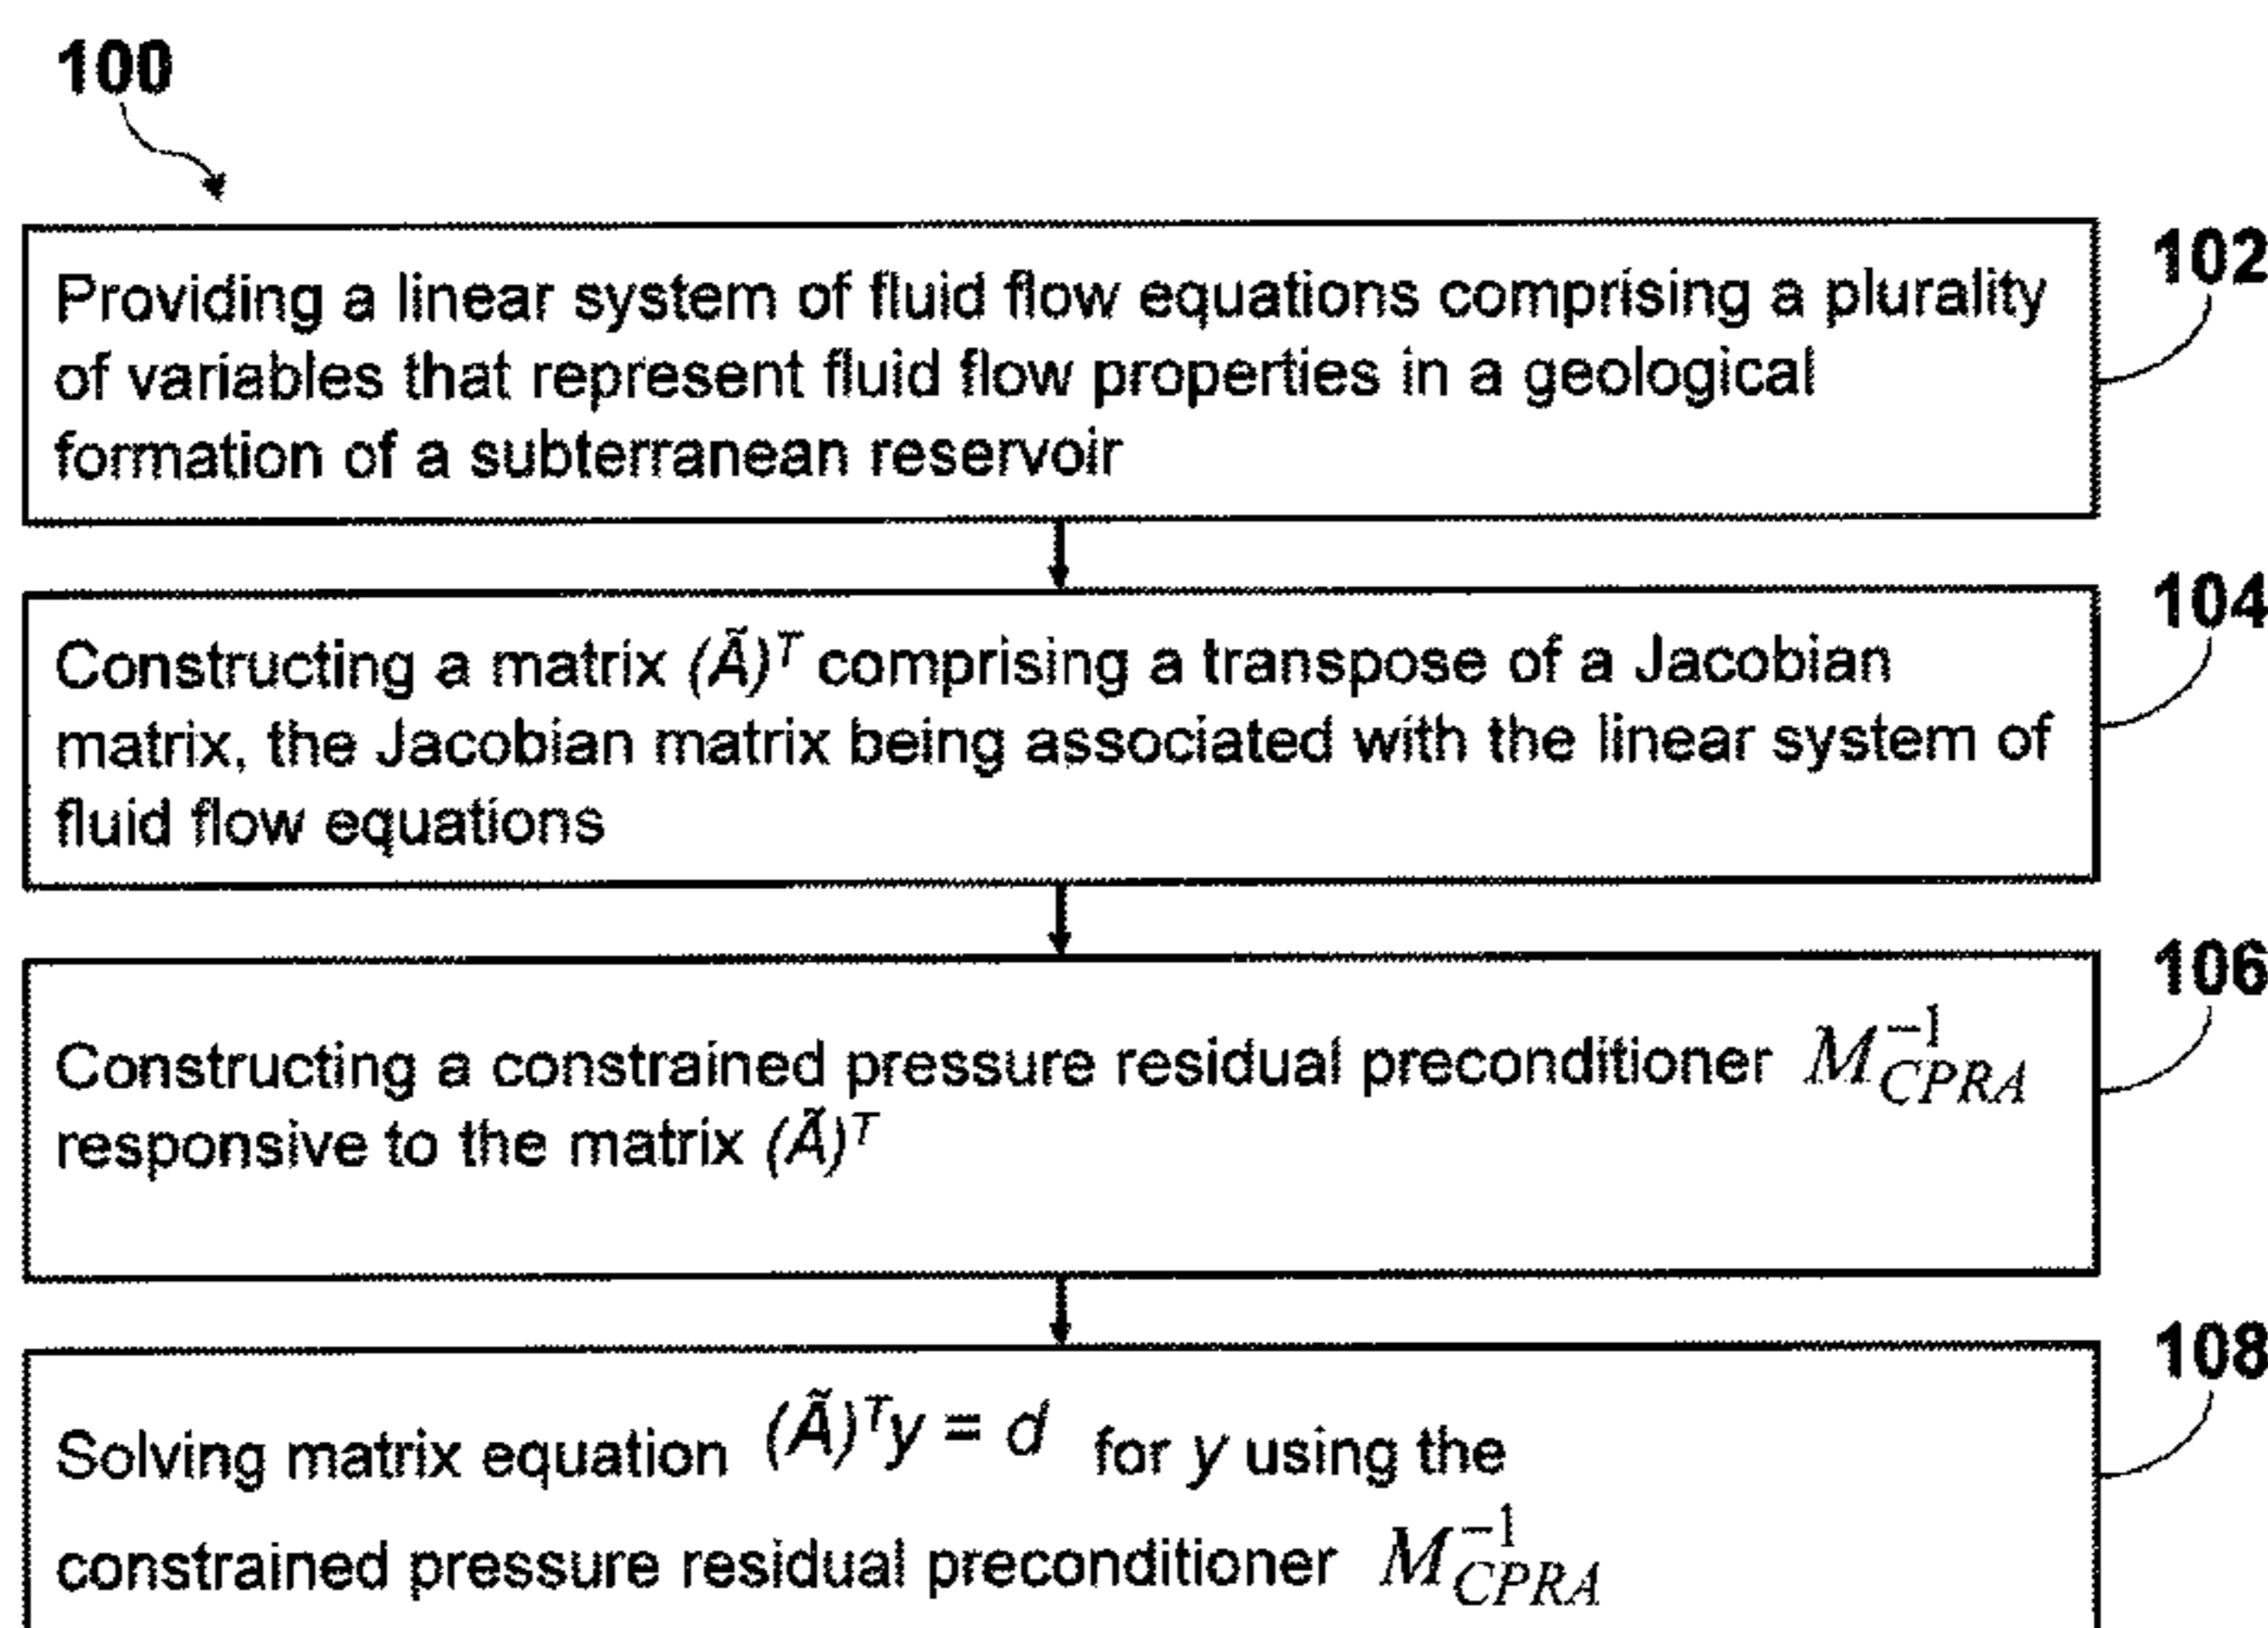 100
102
Providing a linear system of fluid flow equations comprising a plurality
of variables that represent fluid flow properties in a geological
formation of a subterranean reservoir
104
Constructing a matrix (Ã)ᵀ comprising a transpose of a Jacobian
matrix, the Jacobian matrix being associated with the linear system of
fluid flow equations
106
Constructing a constrained pressure residual preconditioner M⁻¹_CPRA
responsive to the matrix (Ã)ᵀ
108
Solving matrix equation (Ã)ᵀy = d for y using the
constrained pressure residual preconditioner M⁻¹_CPRA